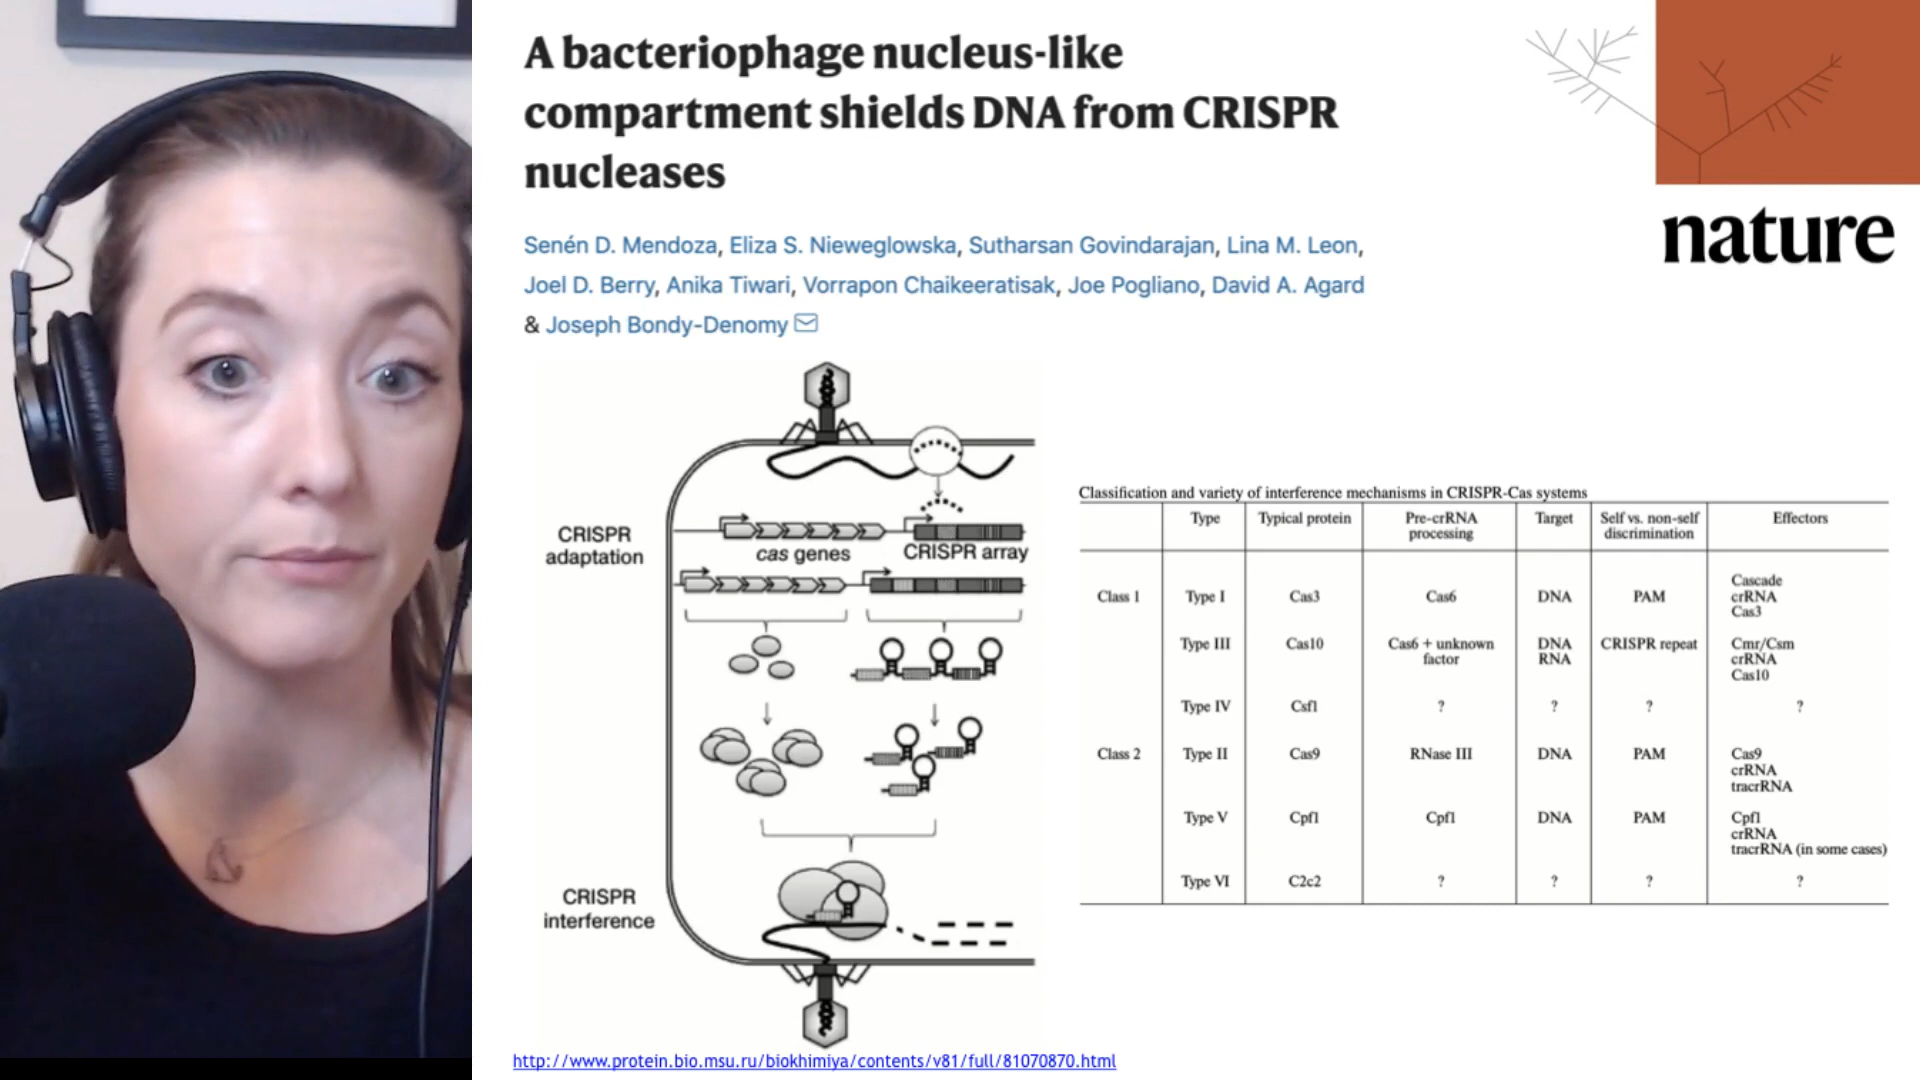 A bacteriophage nucleus-like
compartment shields DNA from CRISPR
nucleases
nature
Senén D. Mendoza, Eliza S. Nieweglowska, Sutharsan Govindarajan, Lina M. Leon,
Joel D. Berry, Anika Tiwari, Vorrapon Chaikeeratisak, Joe Pogliano, David A. Agard
& Joseph Bondy-Denomy
CRISPR
adaptation
cas genes
CRISPR array
CRISPR
interference
Classification and variety of interference mechanisms in CRISPR-Cas systems
Type Typical protein Pre-crRNA processing Target Self vs. non-self discrimination Effectors
Class 1 Type I Cas3 Cas6 DNA PAM Cascade
crRNA
Cas3
Type III Cas10 Cas6 + unknown factor DNA RNA CRISPR repeat Cmr/Csm
crRNA
Cas10
Type IV Csf1 ? ? ? ?
Class 2 Type II Cas9 RNase III DNA PAM Cas9
crRNA
tracrRNA
Type V Cpf1 Cpf1 DNA PAM Cpf1
crRNA
tracrRNA (in some cases)
Type VI C2c2 ? ? ? ?
http://www.protein.bio.msu.ru/biokhimiya/contents/v81/full/81070870.html